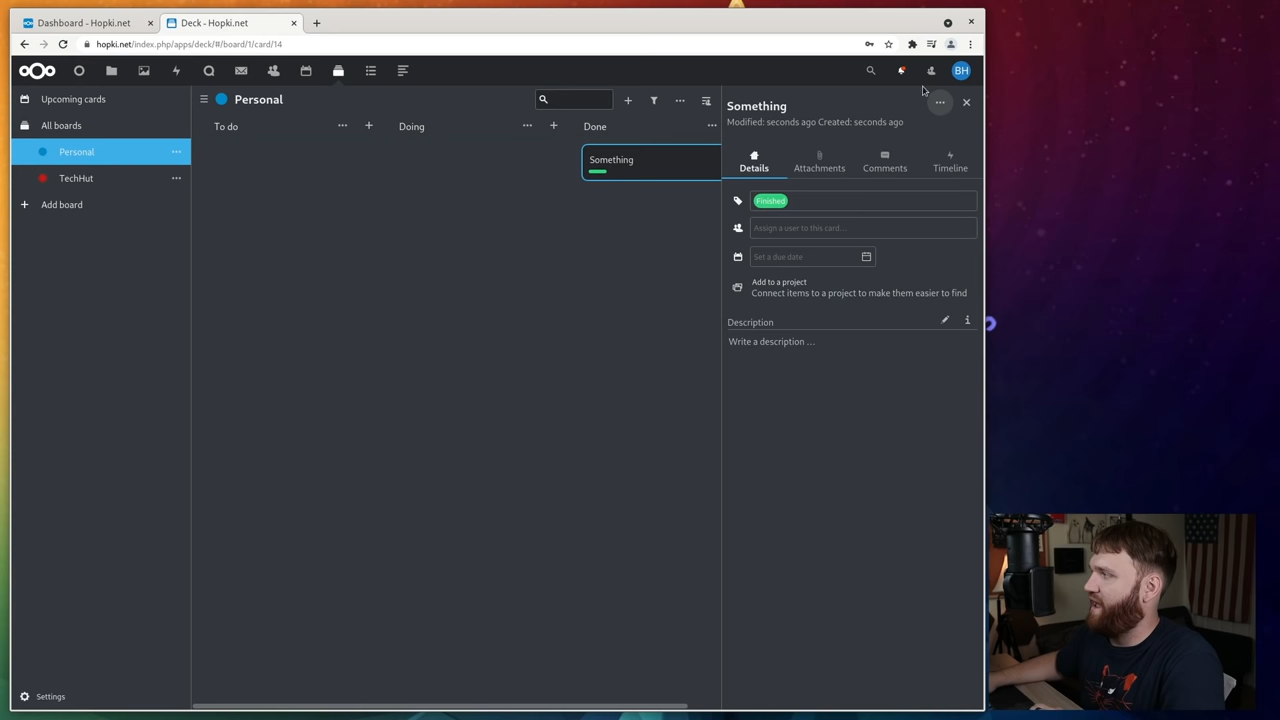 Dashboard - Hopki.net
Deck - Hopki.net
hopki.net/index.php/apps/deck/#/board/1/card/14
BH
Upcoming cards
All boards
Personal
TechHut
Add board
Settings
Personal
To do
Doing
Done
Something
Something
Modified: seconds ago Created: seconds ago
Details
Attachments
Comments
Timeline
Finished
Assign a user to this card…
Set a due date
Add to a project
Connect items to a project to make them easier to find
Description
Write a description …